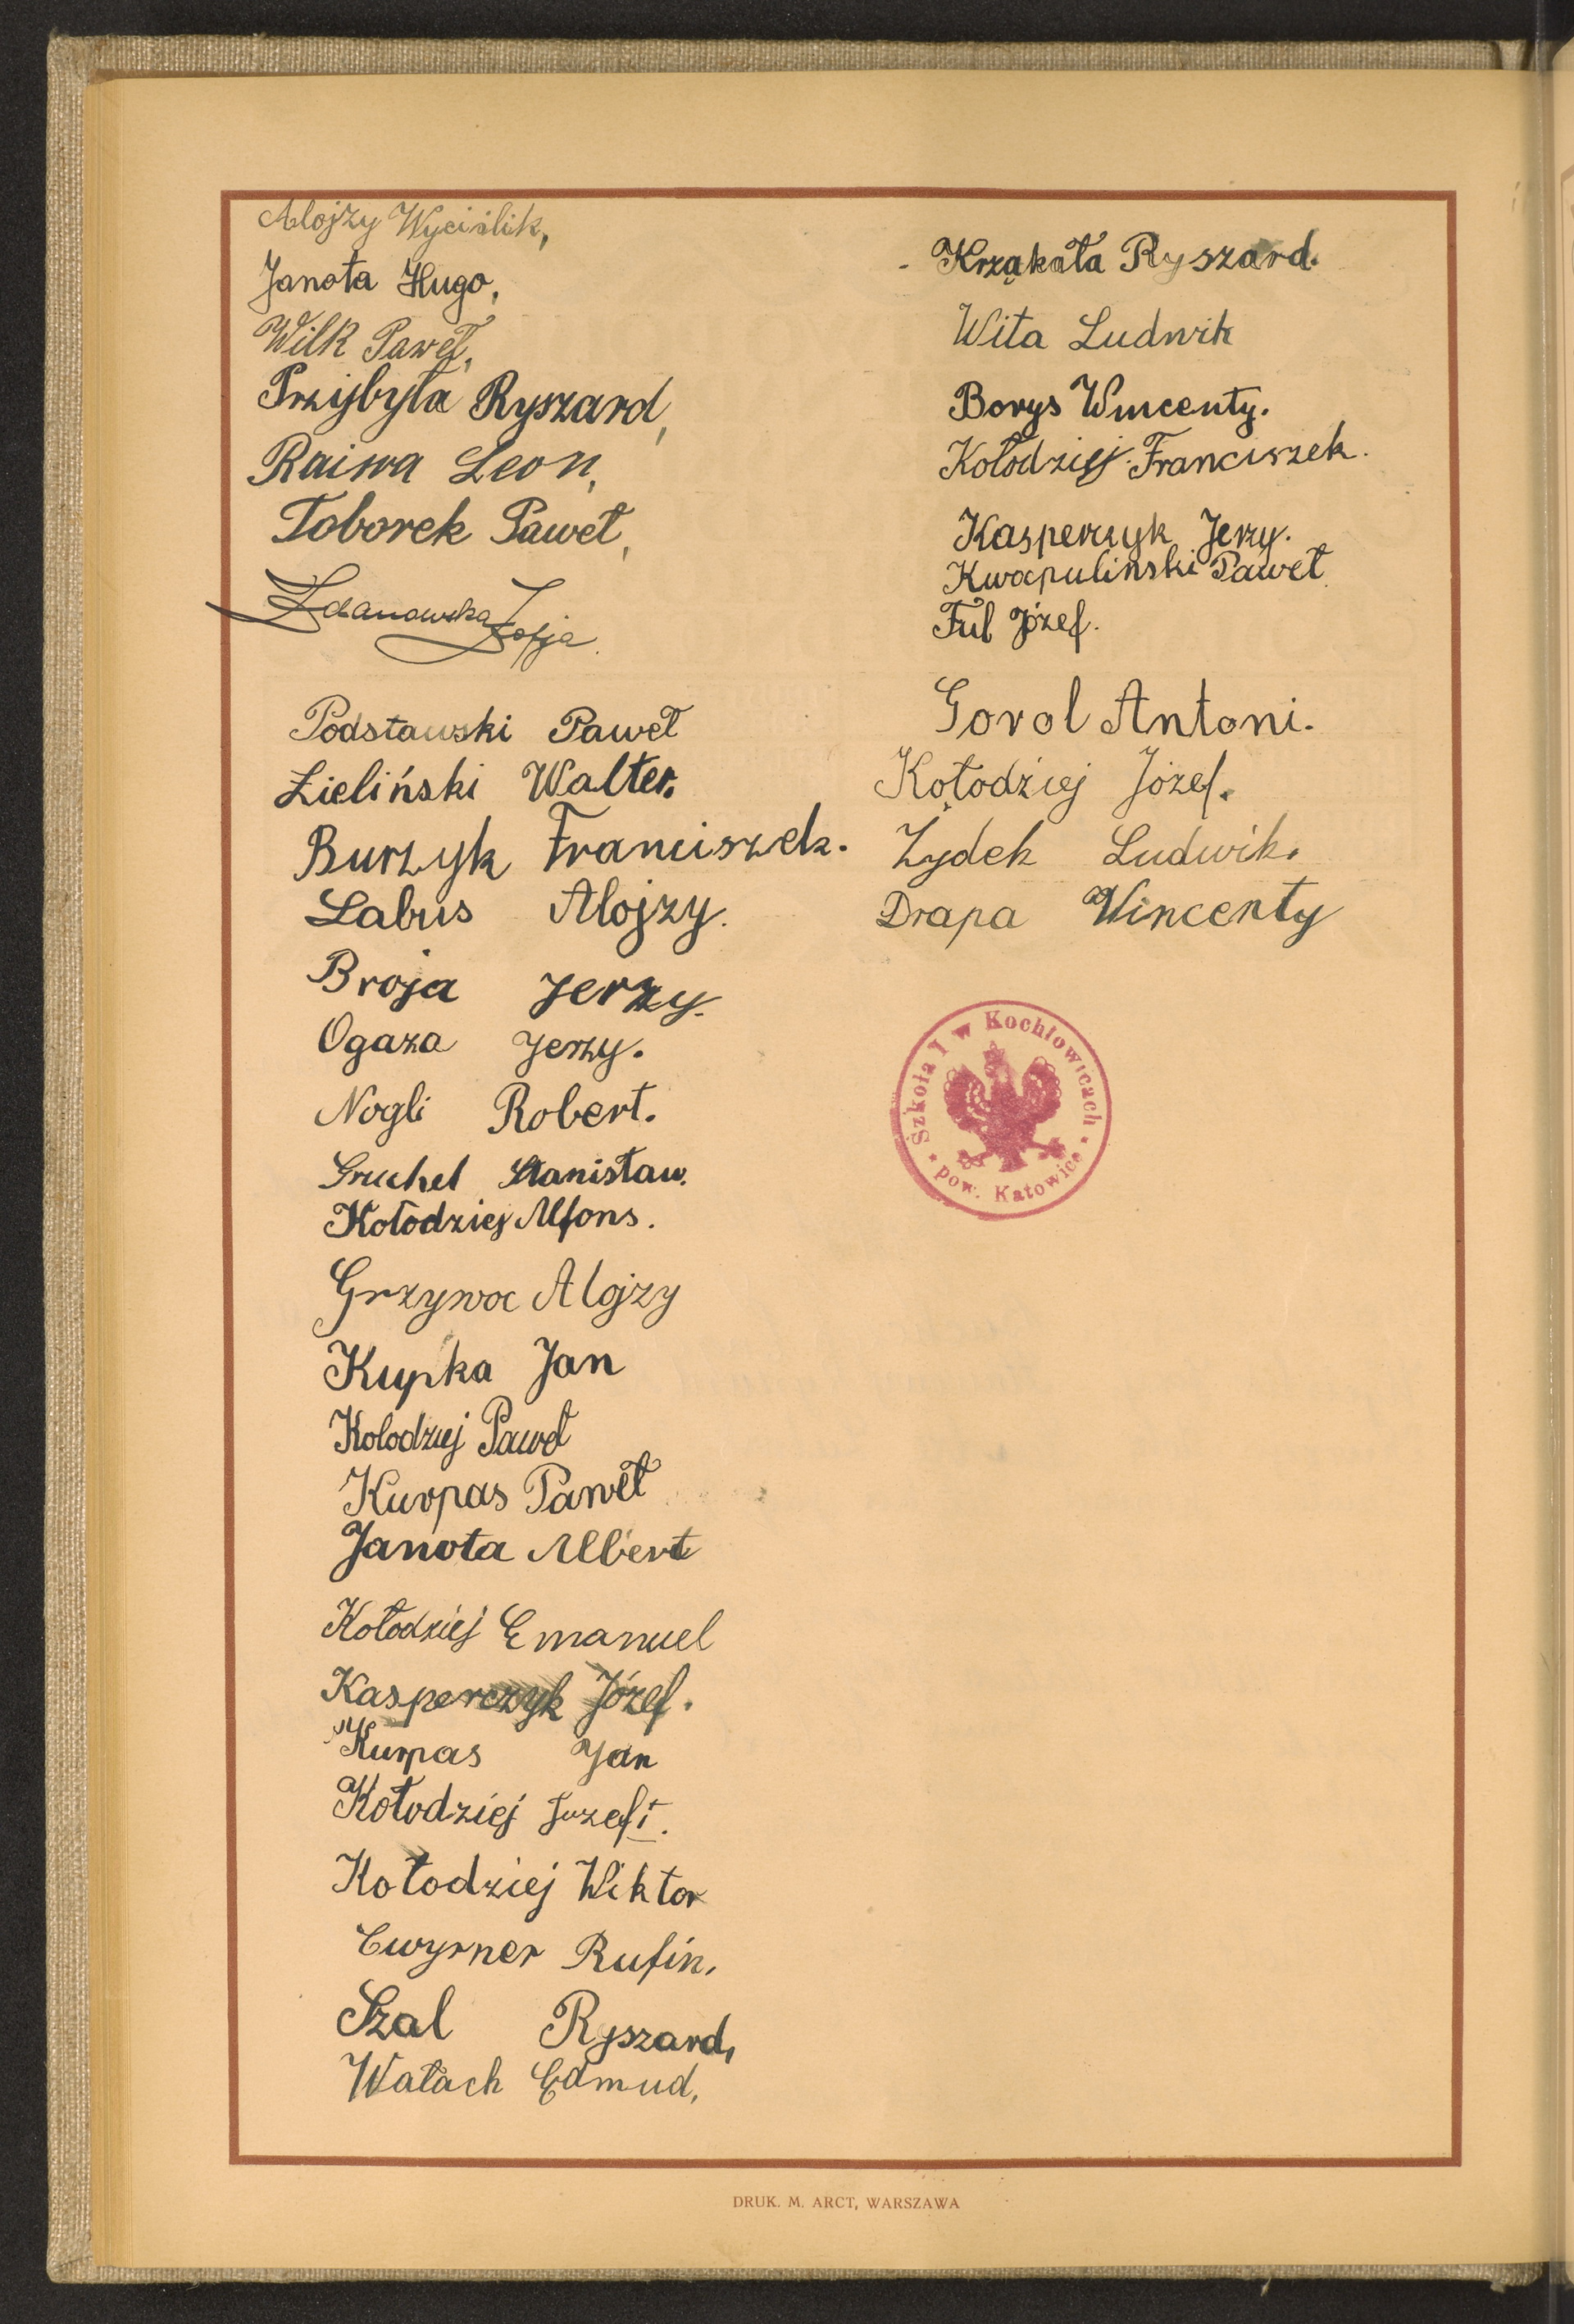 Alojzy Wyciślik,
Janota Hugo,
Wilk Paweł,
Przybyła Ryszard,
Raiwa Leon,
Toborek Paweł,
Zdanowska Zofja.
Podstawski Paweł
Zieliński Walter.
Burzyk Franciszek.
Labus Alojzy.
Broja Jerzy.
Ogaza Jerzy.
Nogli Robert.
Gruchel Stanisław.
Kołodziej Alfons.
Grzywoc Alojzy
Kupka Jan
Kolodziej Paweł
Kurpas Paweł
Janota Albert
Kołodziej Emanuel
Kasperczyk Józef.
Kurpas Jan
Kołodziej Józef I.
Kołodziej Wiktor
Cwyrner Rufin.
Szal Ryszard,
Wałach Edmud,
Krząkała Ryszard.
Wita Ludwik
Borys Wincenty.
Kołodziej Franciszek.
Kasperzyk Jerzy.
Kwapuliński Paweł
Ful Józef.
Gorol Antoni.
Kołodziej Józef.
Żydek Ludwik.
Drapa Wincenty
Szkoła I w Kochłowicach
pow. Katowice
DRUK. M. ARCT, WARSZAWA